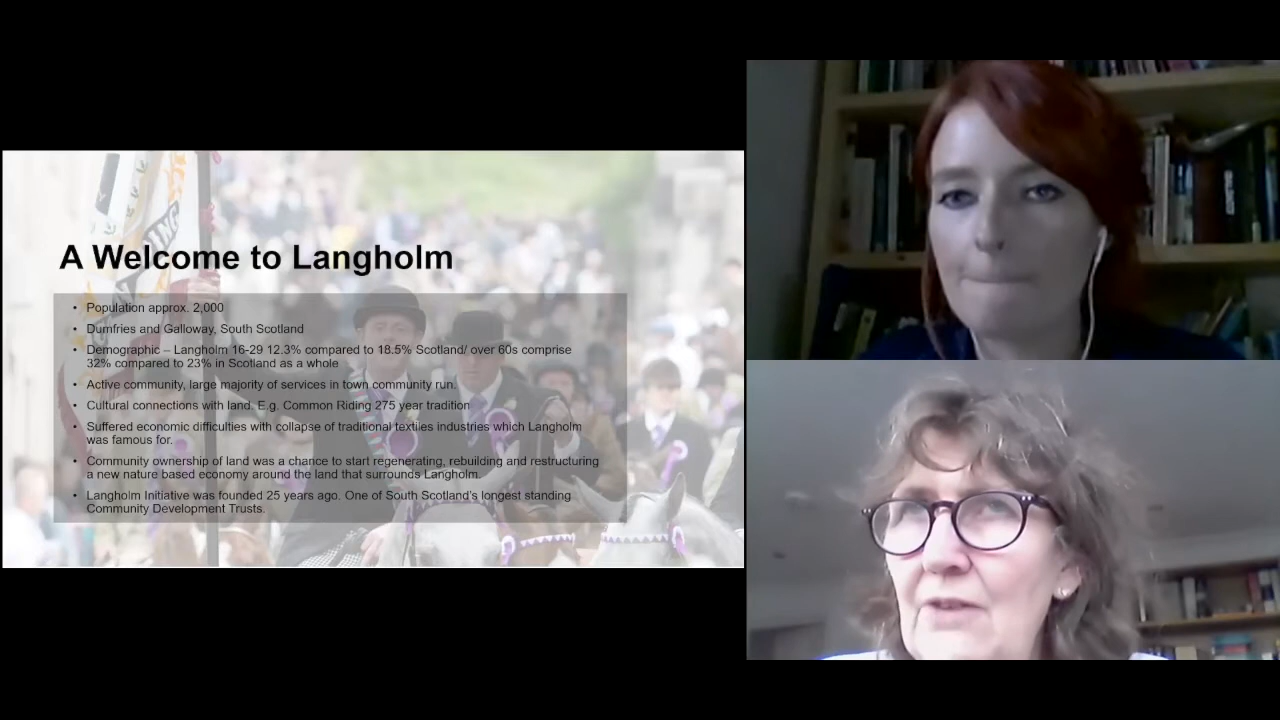 A Welcome to Langholm
• Population approx. 2,000
• Dumfries and Galloway, South Scotland
• Demographic – Langholm 16-29 12.3% compared to 18.5% Scotland/ over 60s comprise
32% compared to 23% in Scotland as a whole
• Active community, large majority of services in town community run.
• Cultural connections with land. E.g. Common Riding 275 year tradition
• Suffered economic difficulties with collapse of traditional textiles industries which Langholm
was famous for.
• Community ownership of land was a chance to start regenerating, rebuilding and restructuring
a new nature based economy around the land that surrounds Langholm.
• Langholm Initiative was founded 25 years ago. One of South Scotland's longest standing
Community Development Trusts.